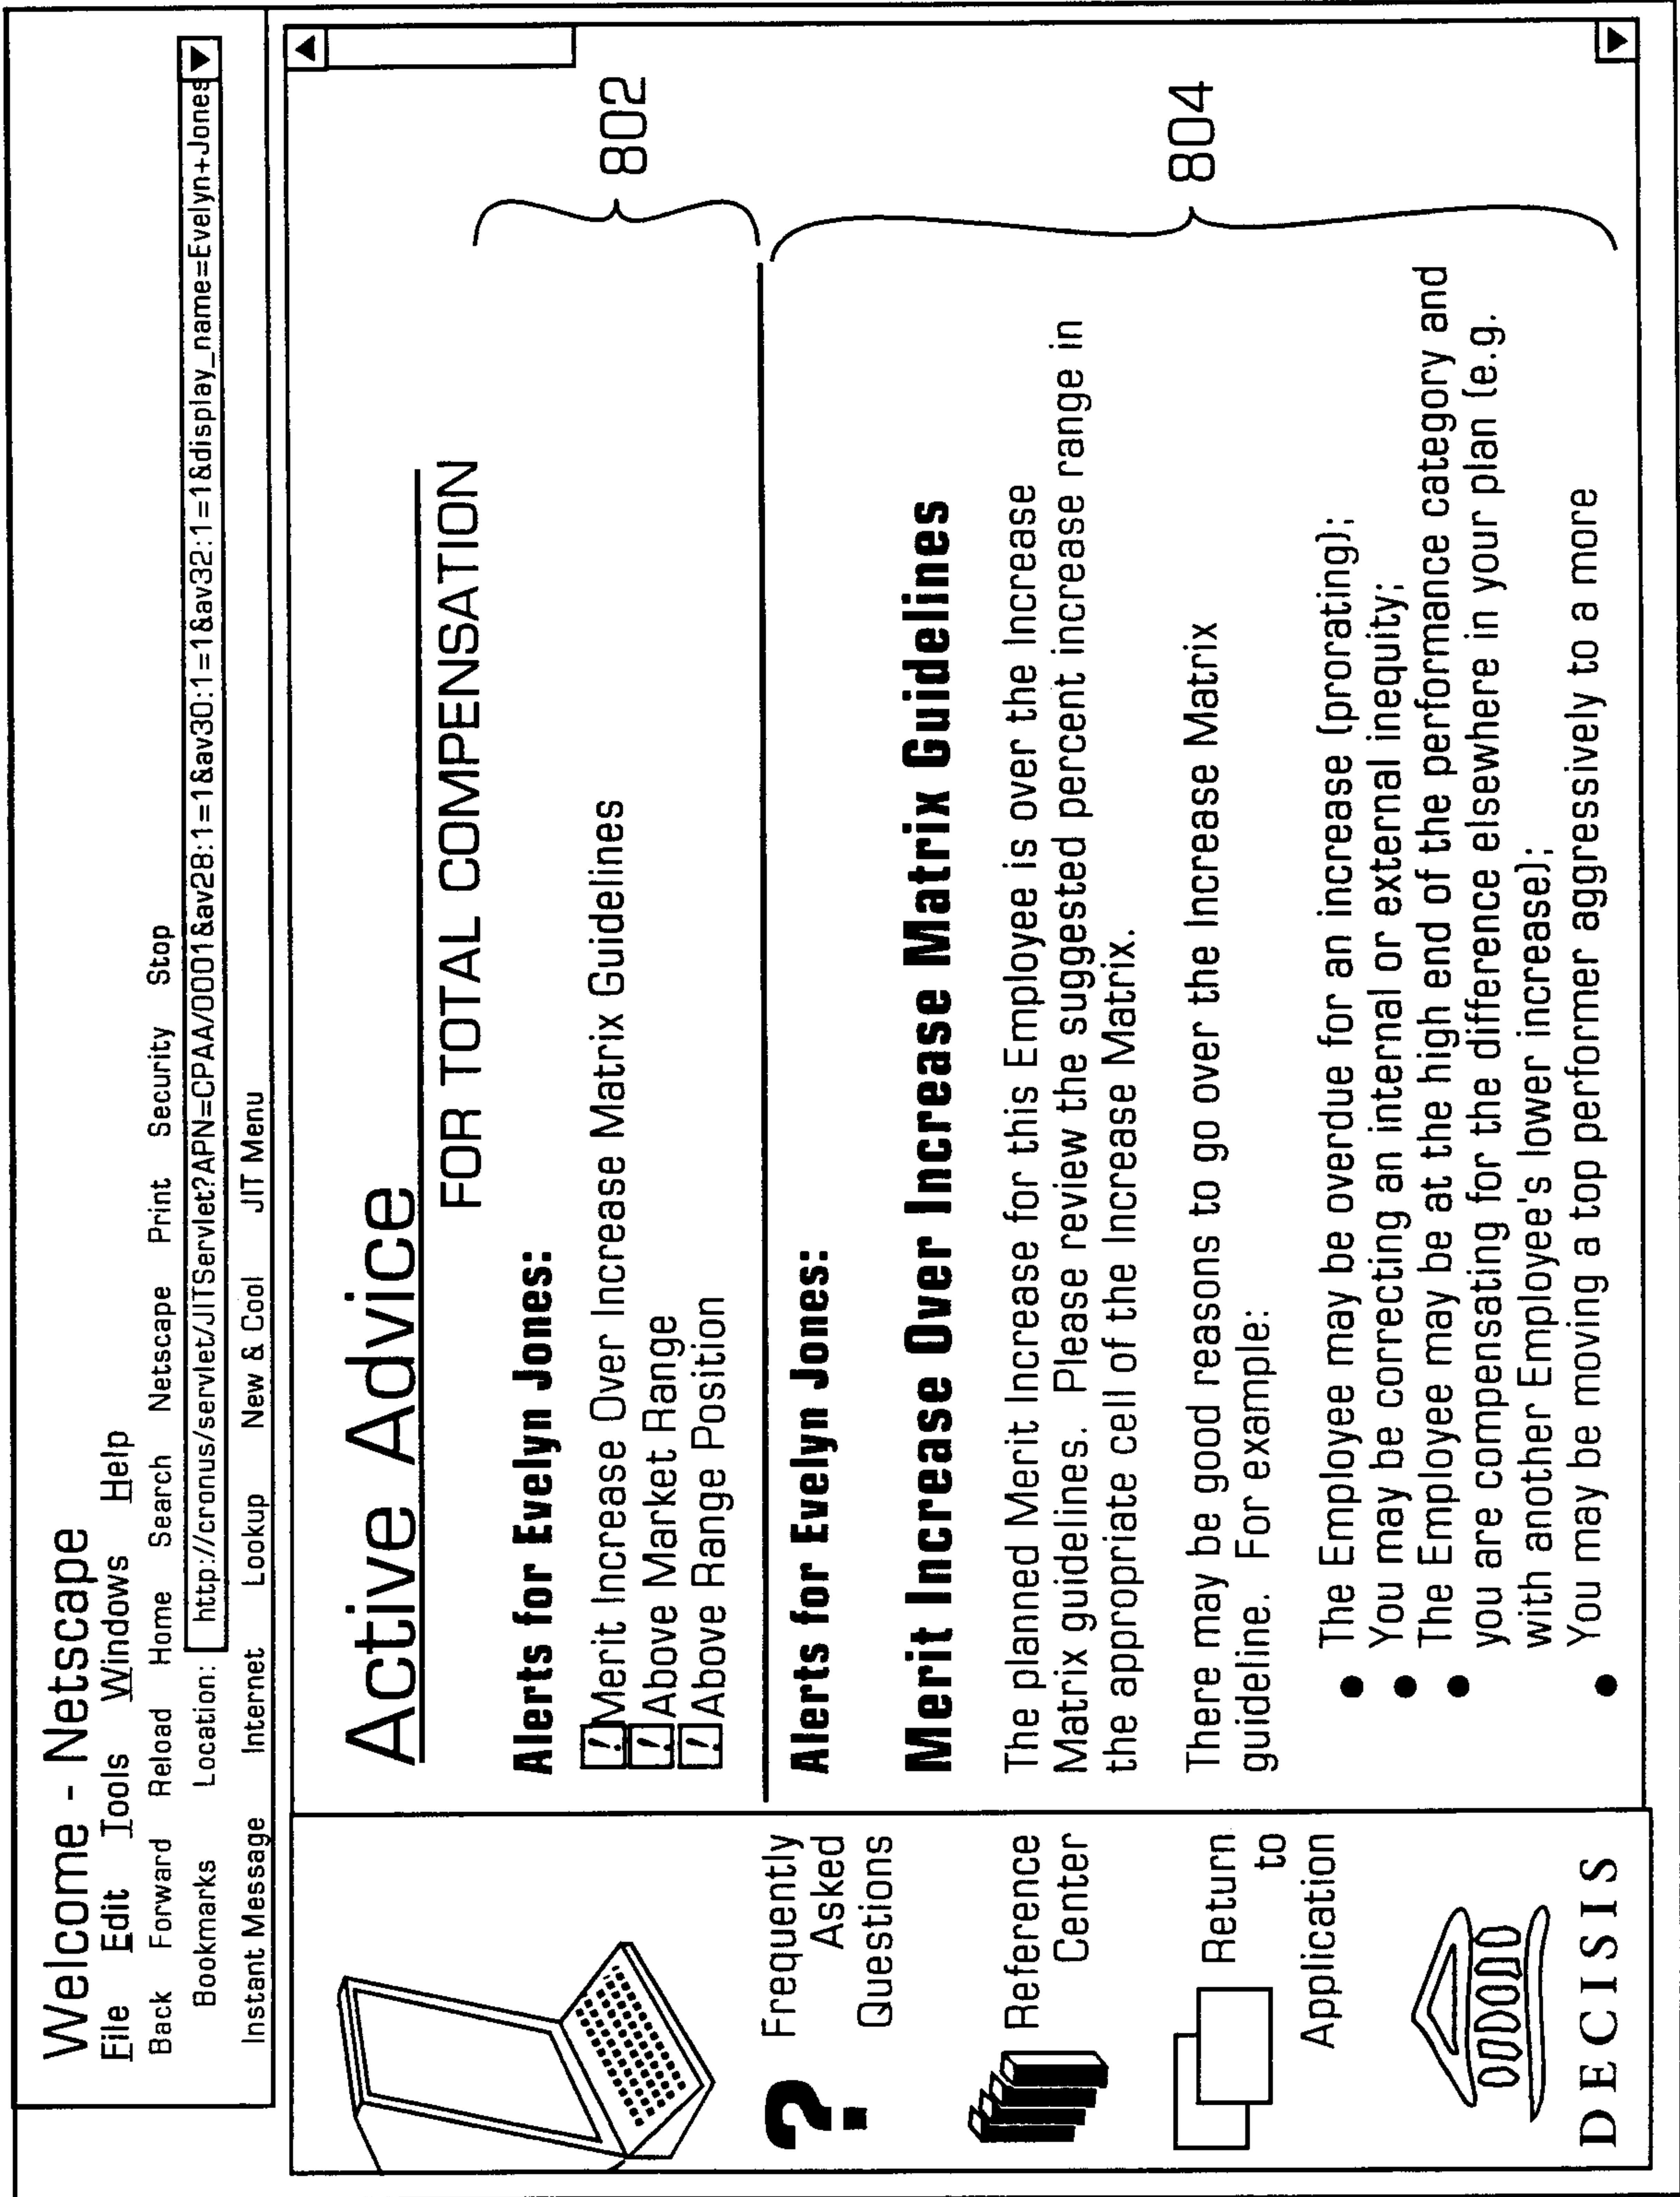 Welcome - Netscape
File Edit Tools Windows Help
Back Forward Reload Home Search Netscape Print Security Stop
Bookmarks Location: http://cronus/servlet/JITServlet?APN=CPAA/0001&av28:1=1&av30:1=1&av32:1=1&display_name=Evelyn+Jones
Instant Message Internet Lookup New & Cool JIT Menu
Frequently
Asked
Questions
Reference
Center
Return
to
Application
DECISIS
Active Advice
FOR TOTAL COMPENSATION
Alerts for Evelyn Jones:
! Merit Increase Over Increase Matrix Guidelines
! Above Market Range
! Above Range Position
802
Alerts for Evelyn Jones:
Merit Increase Over Increase Matrix Guidelines
The planned Merit Increase for this Employee is over the Increase
Matrix guidelines. Please review the suggested percent increase range in
the appropriate cell of the Increase Matrix.
There may be good reasons to go over the Increase Matrix
guideline. For example:
● The Employee may be overdue for an increase (prorating);
● You may be correcting an internal or external inequity;
● The Employee may be at the high end of the performance category and
you are compensating for the difference elsewhere in your plan (e.g.
with another Employee's lower increase);
● You may be moving a top performer aggressively to a more
804